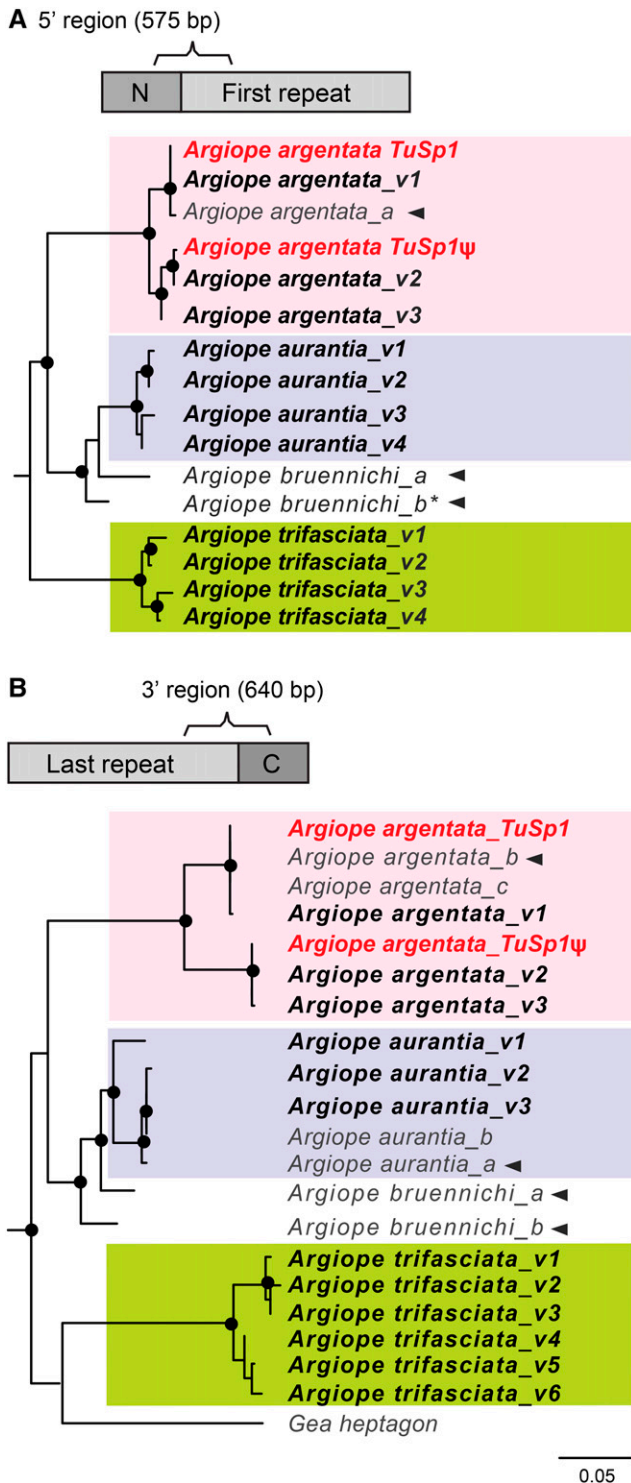 A
5' region (575 bp)
N
First repeat
Argiope argentata TuSp1
Argiope argentata_v1
Argiope argentata_a ◄
Argiope argentata TuSp1ψ
Argiope argentata_v2
Argiope argentata_v3
Argiope aurantia_v1
Argiope aurantia_v2
Argiope aurantia_v3
Argiope aurantia_v4
Argiope bruennichi_a ◄
Argiope bruennichi_b* ◄
Argiope trifasciata_v1
Argiope trifasciata_v2
Argiope trifasciata_v3
Argiope trifasciata_v4
B
3' region (640 bp)
Last repeat
C
Argiope argentata_TuSp1
Argiope argentata_b ◄
Argiope argentata_c
Argiope argentata_v1
Argiope argentata_TuSp1ψ
Argiope argentata_v2
Argiope argentata_v3
Argiope aurantia_v1
Argiope aurantia_v2
Argiope aurantia_v3
Argiope aurantia_b
Argiope aurantia_a ◄
Argiope bruennichi_a ◄
Argiope bruennichi_b ◄
Argiope trifasciata_v1
Argiope trifasciata_v2
Argiope trifasciata_v3
Argiope trifasciata_v4
Argiope trifasciata_v5
Argiope trifasciata_v6
Gea heptagon
0.05